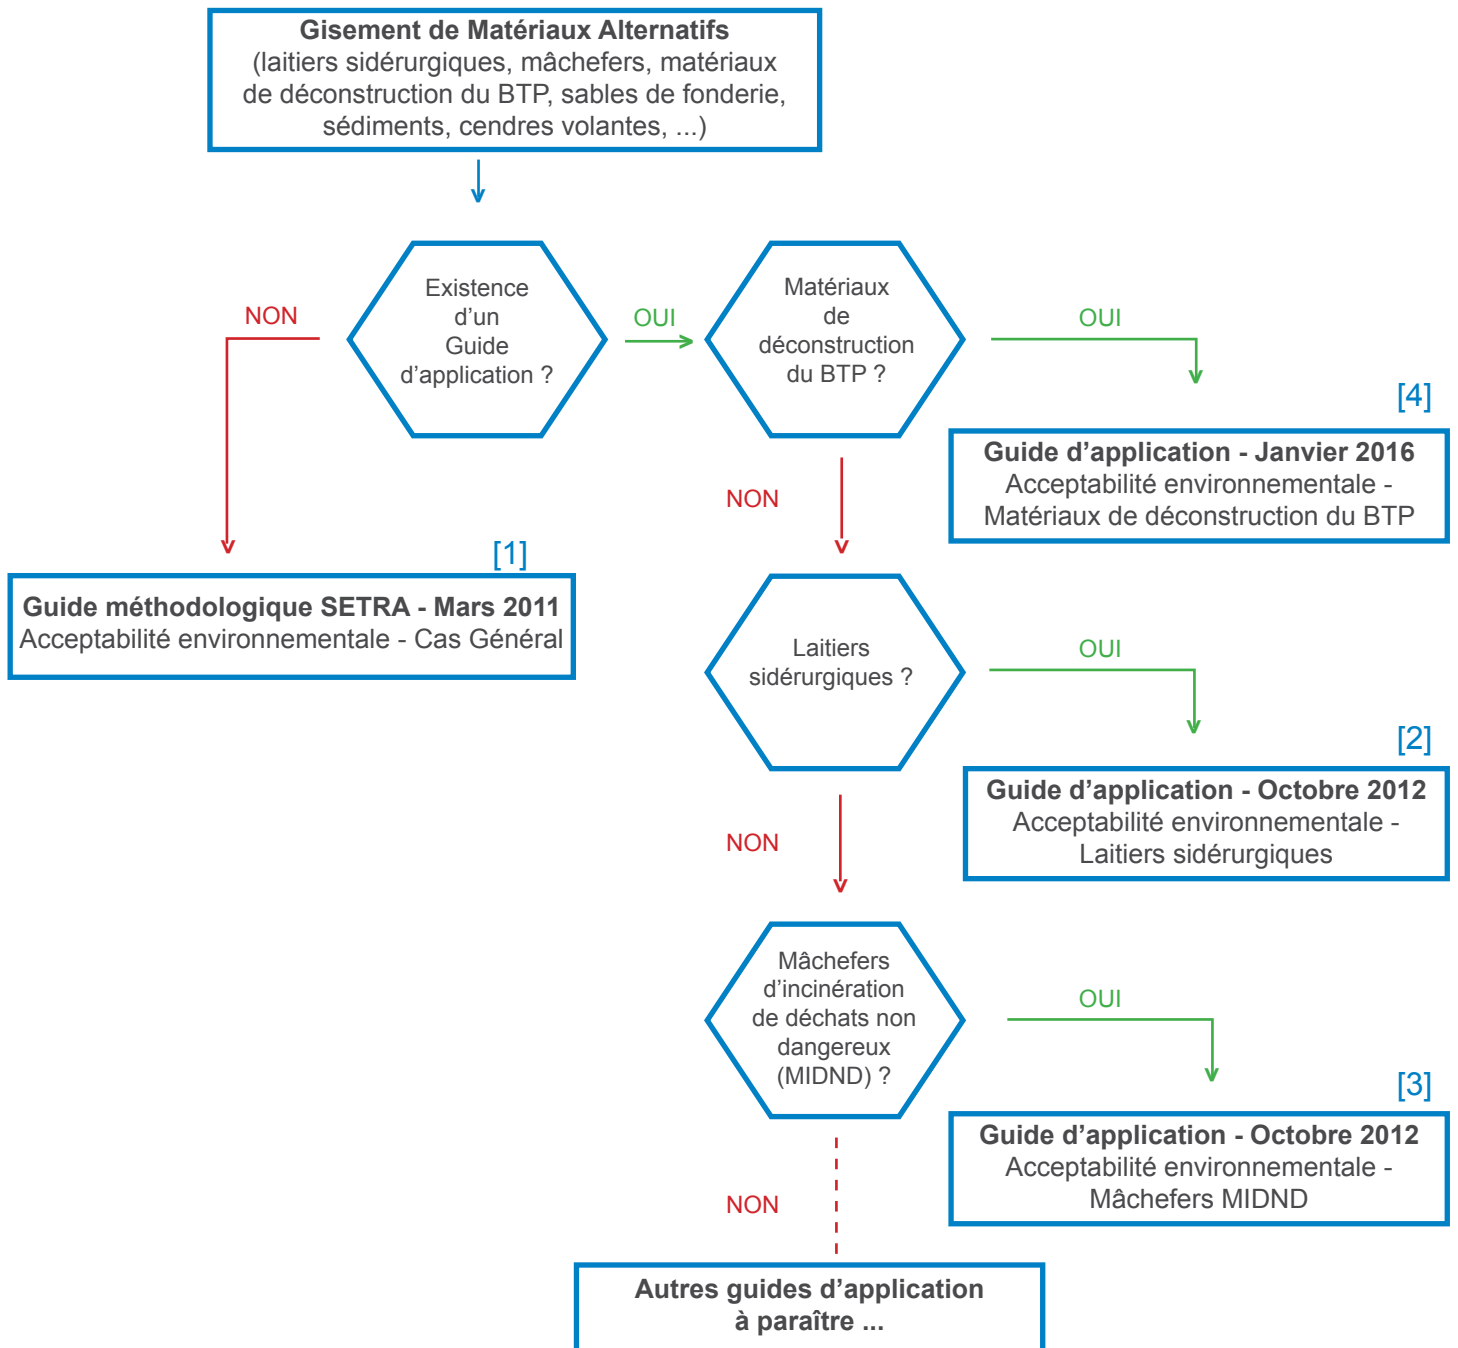 Gisement de Matériaux Alternatifs
(laitiers sidérurgiques, mâchefers, matériaux
de déconstruction du BTP, sables de fonderie,
sédiments, cendres volantes, ...)
Existence
d’un
Guide
d’application ?
NON
OUI
Matériaux
de
déconstruction
du BTP ?
OUI
[4]
Guide d’application - Janvier 2016
Acceptabilité environnementale -
Matériaux de déconstruction du BTP
NON
[1]
Guide méthodologique SETRA - Mars 2011
Acceptabilité environnementale - Cas Général
Laitiers
sidérurgiques ?
OUI
[2]
Guide d’application - Octobre 2012
Acceptabilité environnementale -
Laitiers sidérurgiques
NON
Mâchefers
d’incinération
de déchats non
dangereux
(MIDND) ?
OUI
[3]
Guide d’application - Octobre 2012
Acceptabilité environnementale -
Mâchefers MIDND
NON
Autres guides d’application
à paraître ...